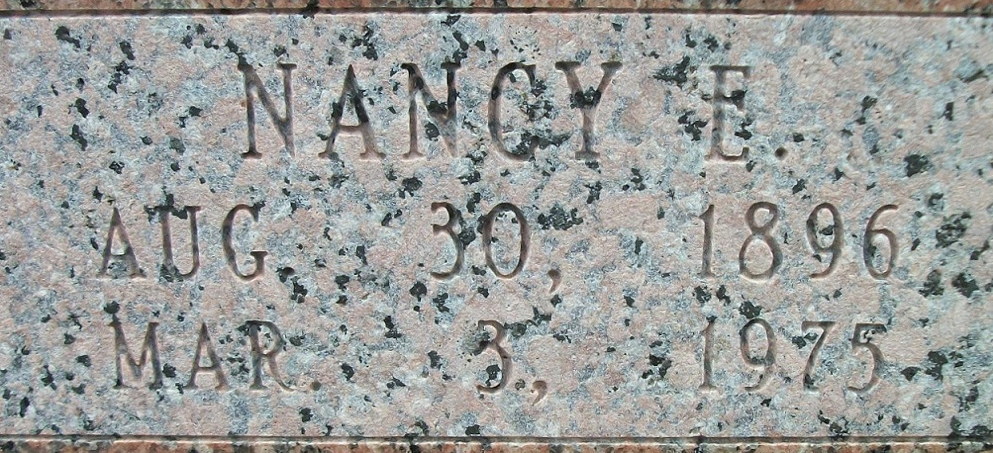 NANCY E.
AUG. 30, 1896
MAR. 3, 1975